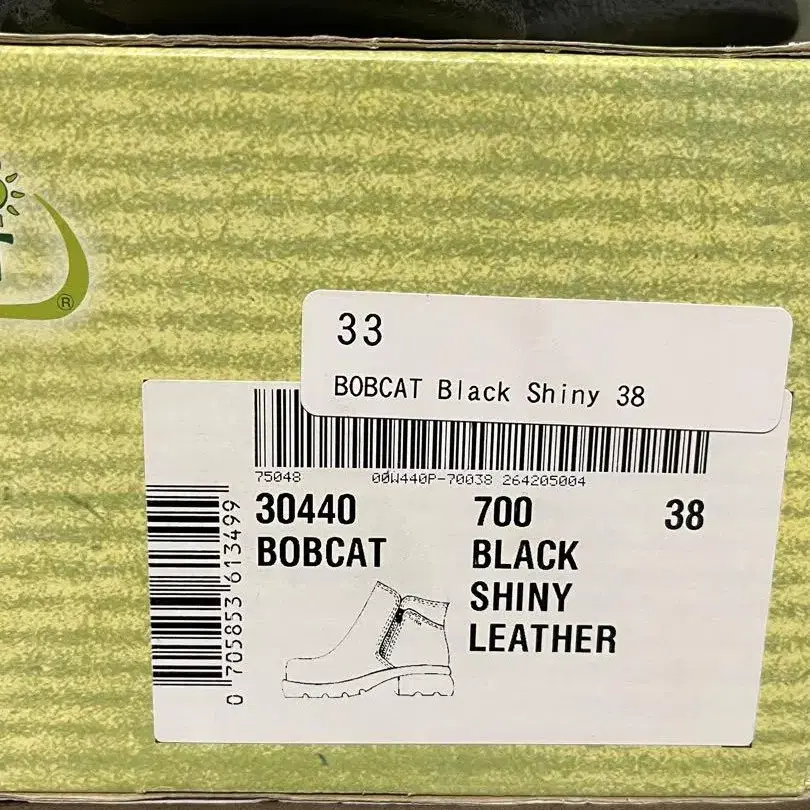 ®
33
BOBCAT Black Shiny 38
75048 00W440P-70038 264205004
30440 700 38
BOBCAT BLACK
SHINY
LEATHER
0 705853 613499